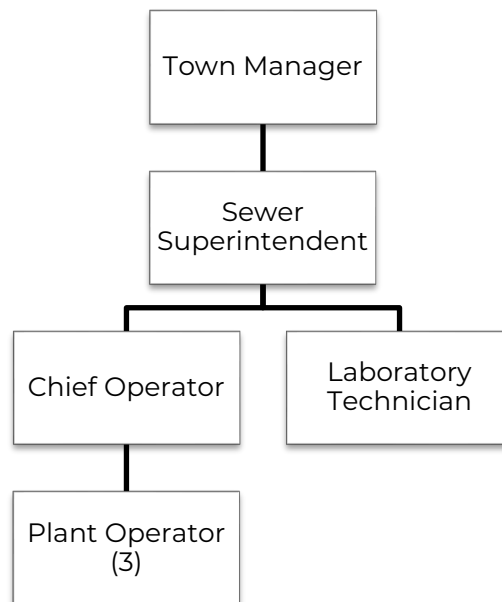 Town Manager
Sewer
Superintendent
Chief Operator
Laboratory
Technician
Plant Operator
(3)